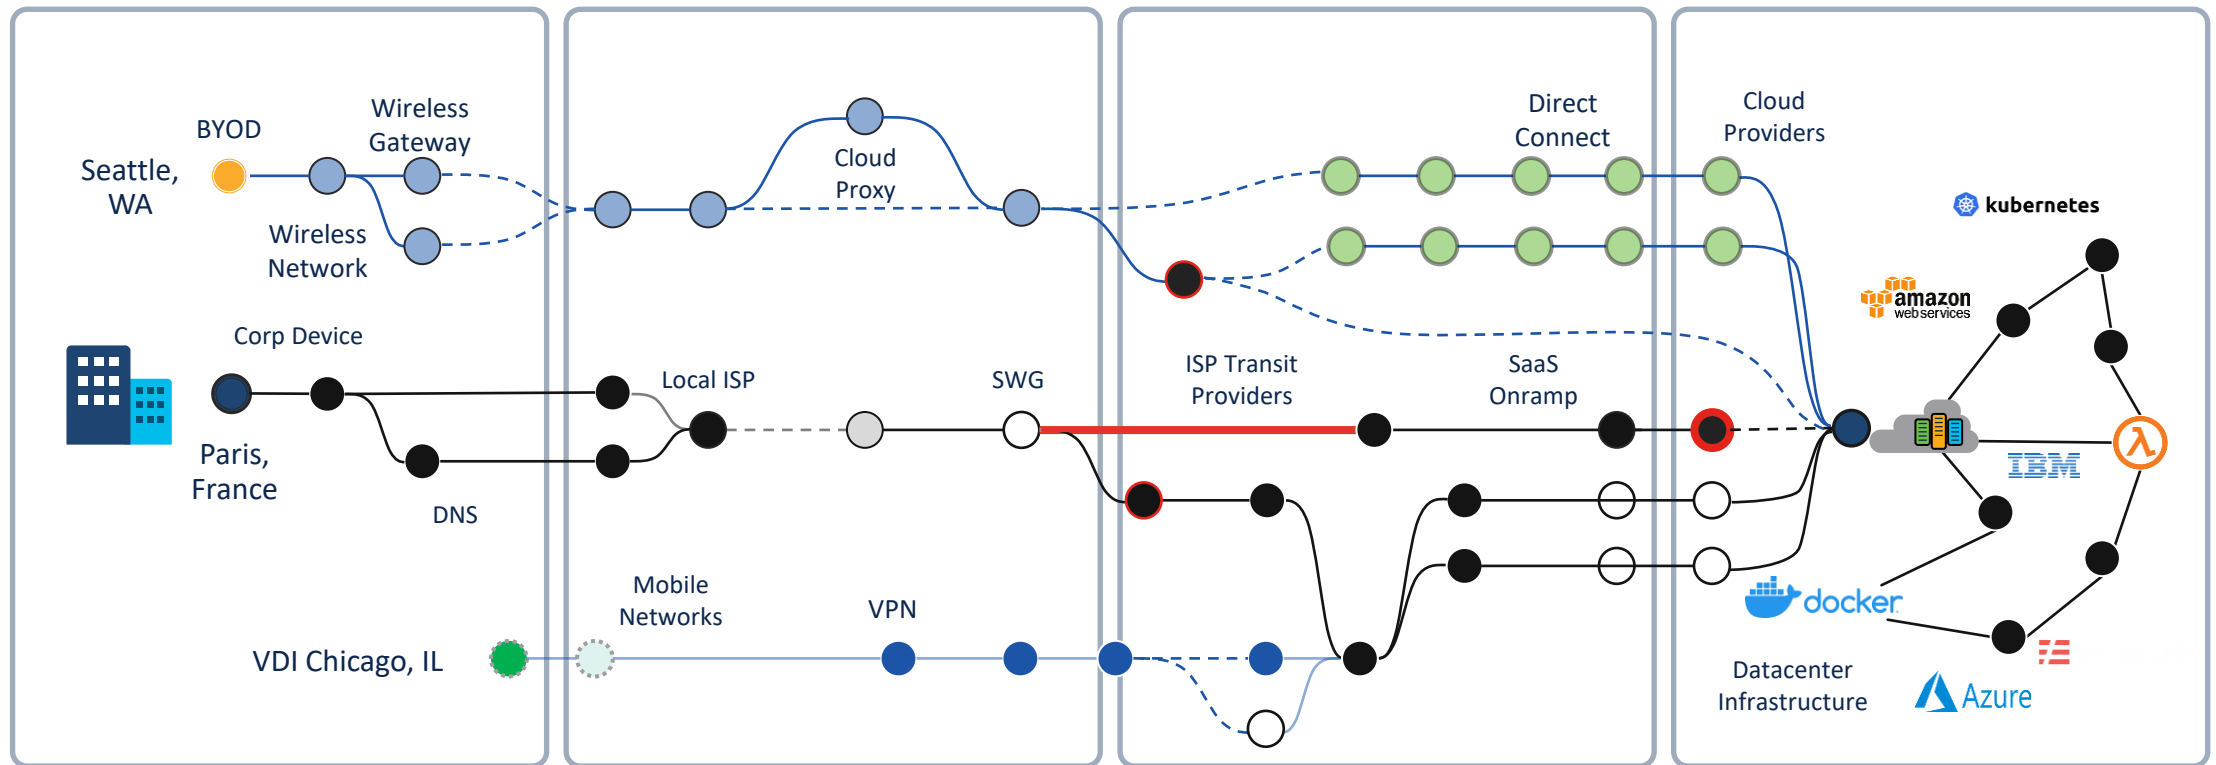 BYOD
Wireless
Gateway
Seattle,
WA
Wireless
Network
Corp Device
Paris,
France
DNS
VDI Chicago, IL
Cloud
Proxy
Local ISP
SWG
Mobile
Networks
VPN
Direct
Connect
ISP Transit
Providers
SaaS
Onramp
Cloud
Providers
kubernetes
amazon
webservices
λ
IBM
docker
Datacenter
Infrastructure
Azure